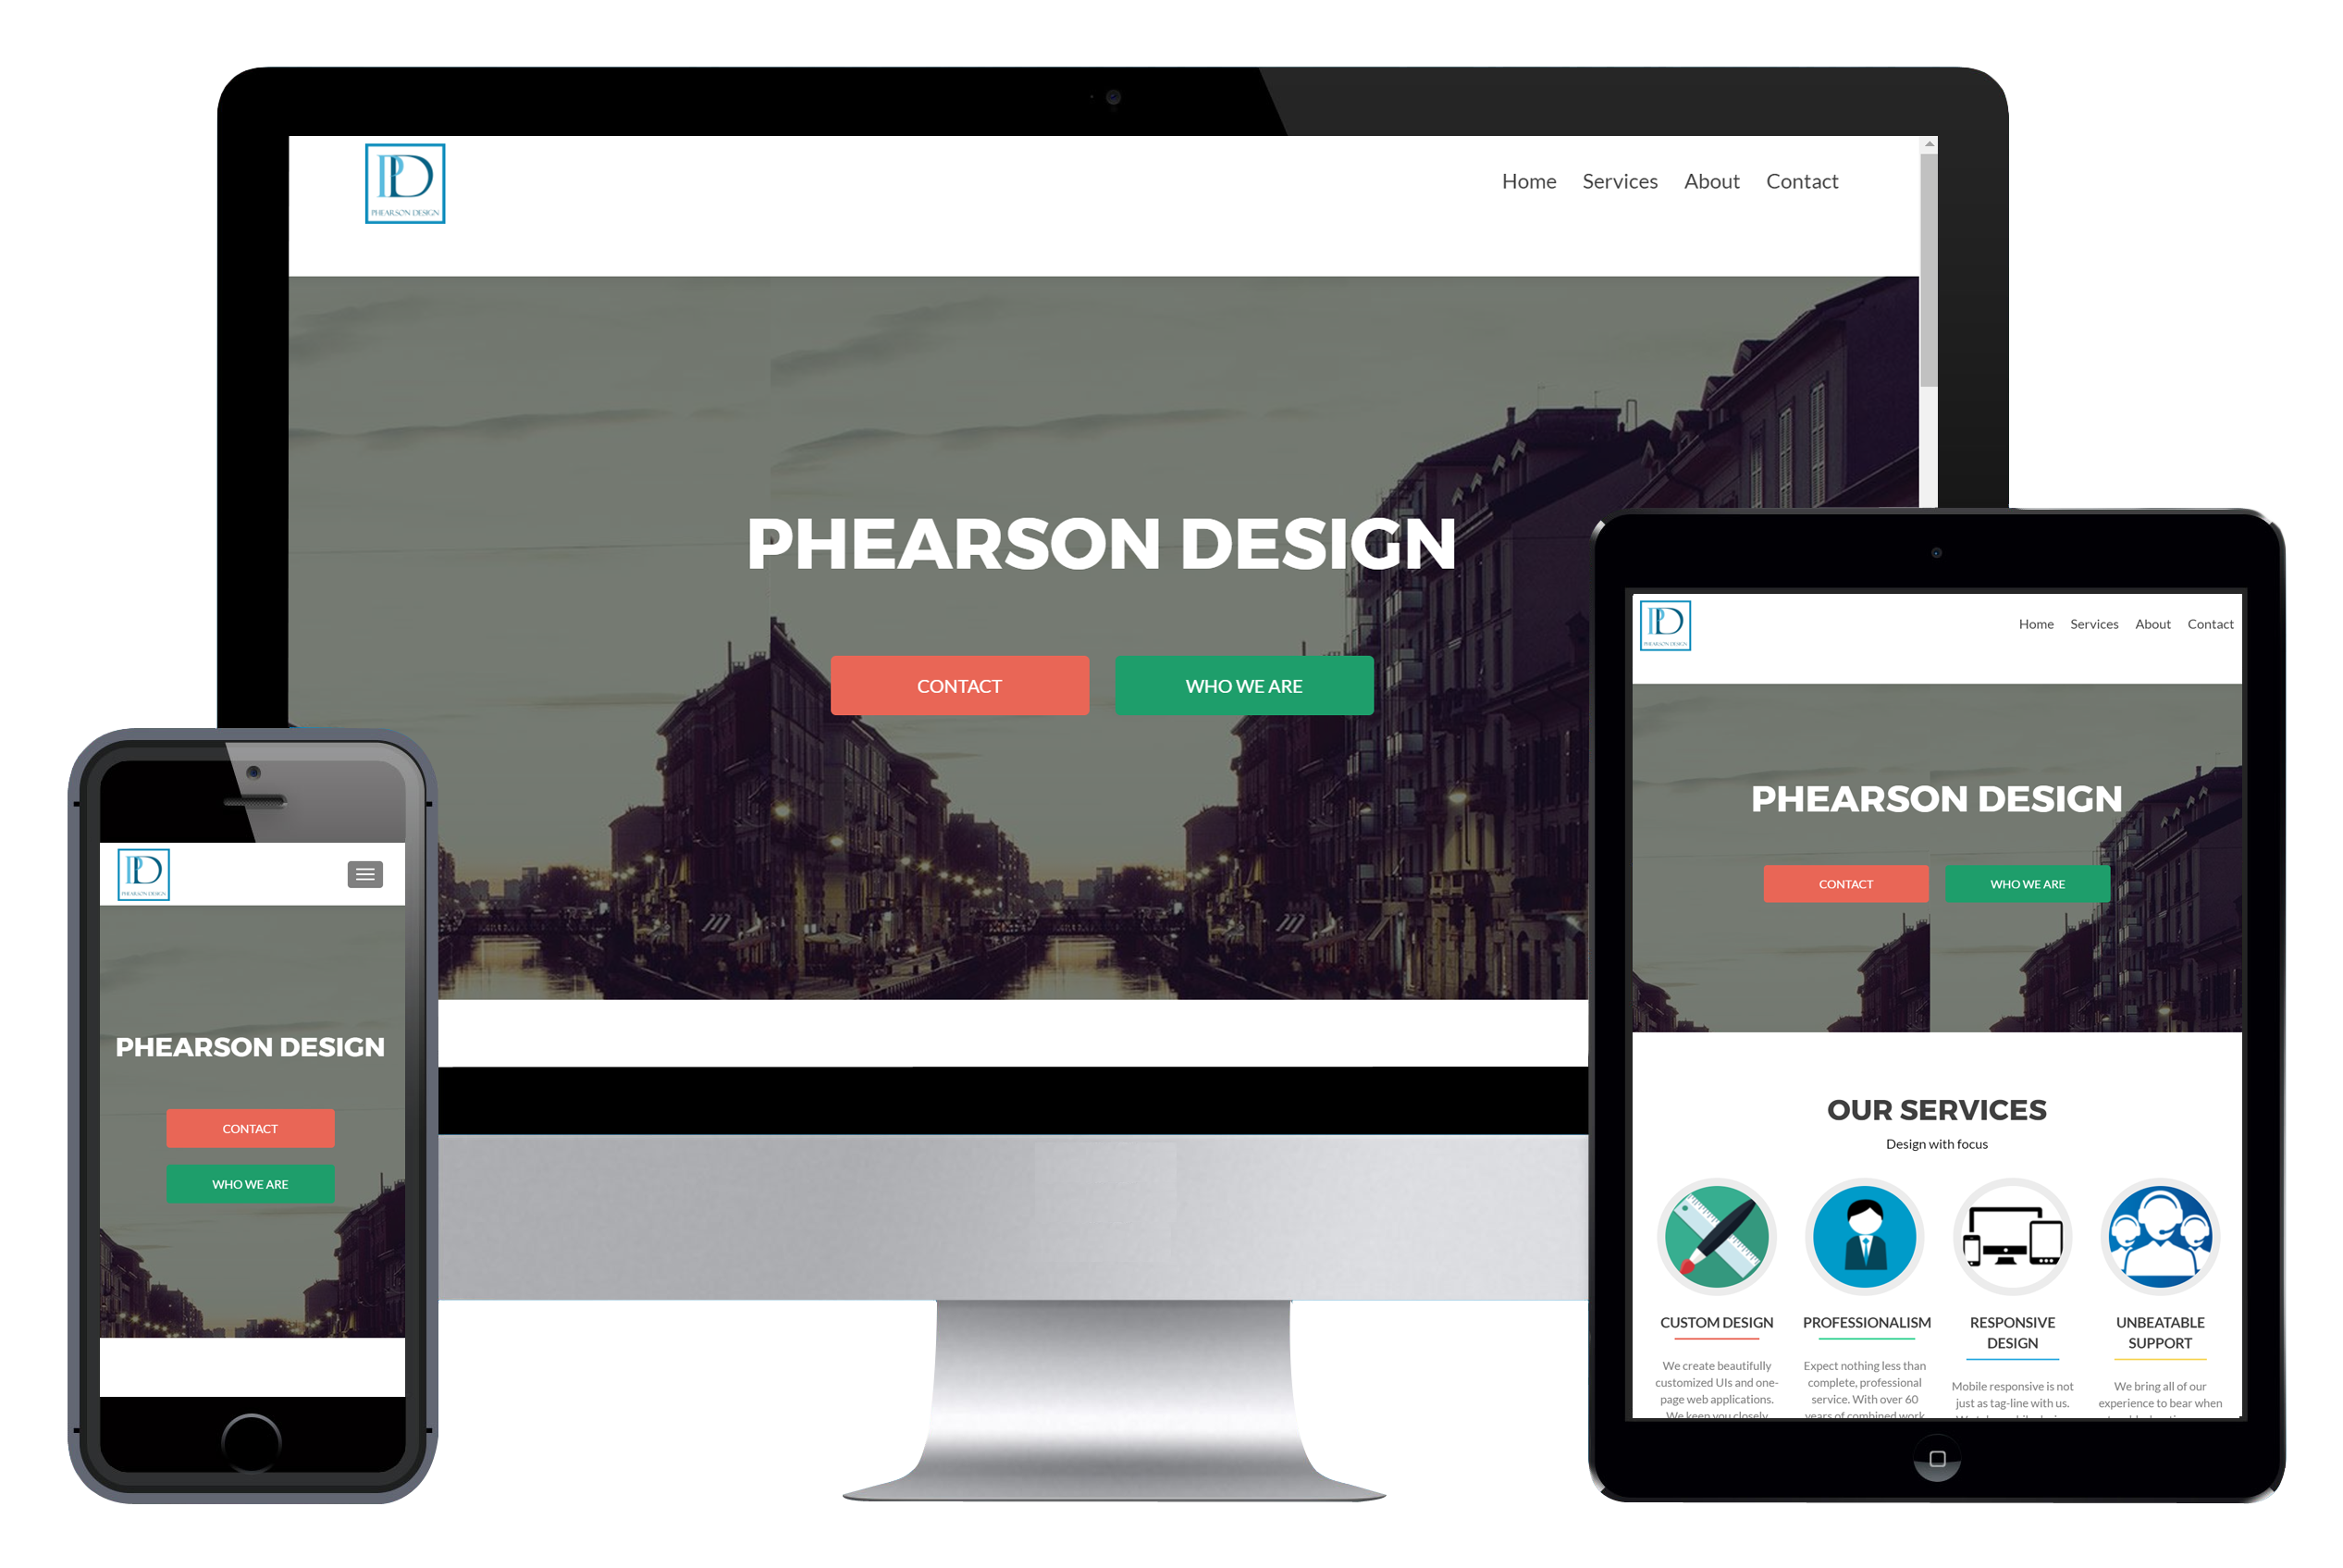 PD
PHEARSON DESIGN
Home Services About Contact
PHEARSON DESIGN
CONTACT WHO WE ARE
PD
PHEARSON DESIGN
PHEARSON DESIGN
CONTACT
WHO WE ARE
PD
PHEARSON DESIGN
Home Services About Contact
PHEARSON DESIGN
CONTACT WHO WE ARE
OUR SERVICES
Design with focus
CUSTOM DESIGN
We create beautifully
customized UIs and one-
page web applications.
We keep you closely
PROFESSIONALISM
Expect nothing less than
complete, professional
service. With over 60
years of combined work
RESPONSIVE
DESIGN
Mobile responsive is not
just as tag-line with us.
UNBEATABLE
SUPPORT
We bring all of our
experience to bear when